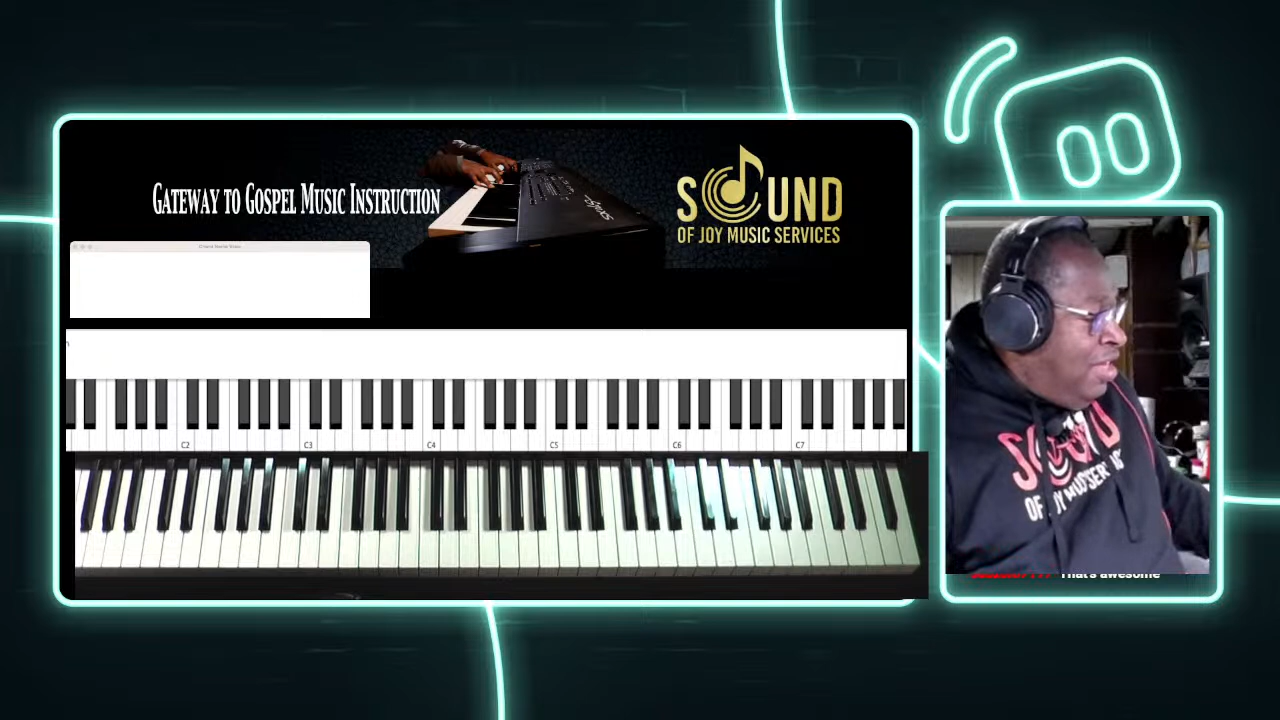 GATEWAY TO GOSPEL MUSIC INSTRUCTION
SOUND
OF JOY MUSIC SERVICES
C2 C3 C4 C5 C6 C7
SOUND
OF JOY MUSIC SERV
That's awesome